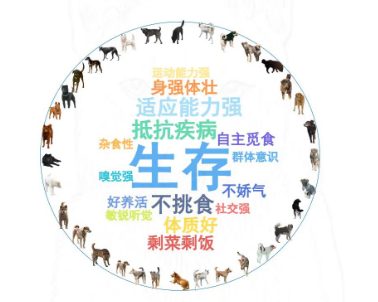 运动能力强
身强体壮
适应能力强
抵抗疾病
自主觅食
杂食性
生存
群体意识
嗅觉强
不娇气
好养活
不挑食
社交强
敏锐听觉
体质好
剩菜剩饭